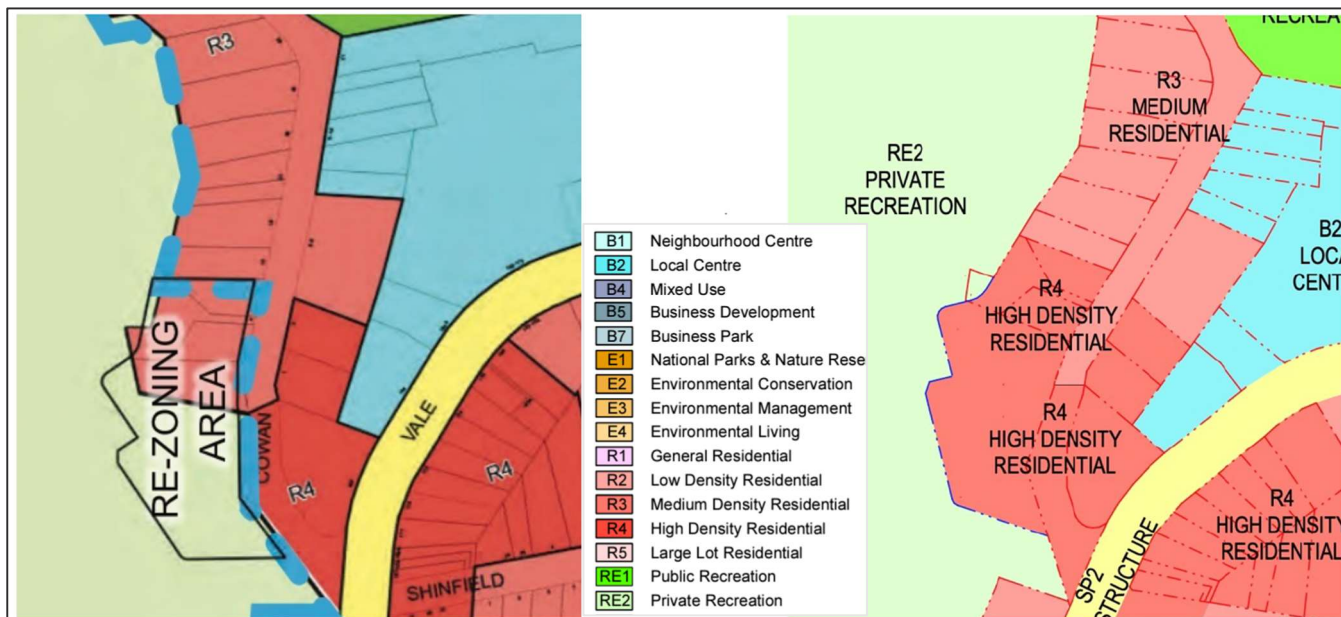 R3
RE-ZONING
AREA
COWAN
R4
VALE
R4
SHINFIELD
B1 Neighbourhood Centre
B2 Local Centre
B4 Mixed Use
B5 Business Development
B7 Business Park
E1 National Parks & Nature Rese
E2 Environmental Conservation
E3 Environmental Management
E4 Environmental Living
R1 General Residential
R2 Low Density Residential
R3 Medium Density Residential
R4 High Density Residential
R5 Large Lot Residential
RE1 Public Recreation
RE2 Private Recreation
RECREA
R3
MEDIUM
RESIDENTIAL
RE2
PRIVATE
RECREATION
B2
LOCA
CENT
R4
HIGH DENSITY
RESIDENTIAL
R4
HIGH DENSITY
RESIDENTIAL
R4
HIGH DENSITY
RESIDENTIAL
SP2
STRUCTURE